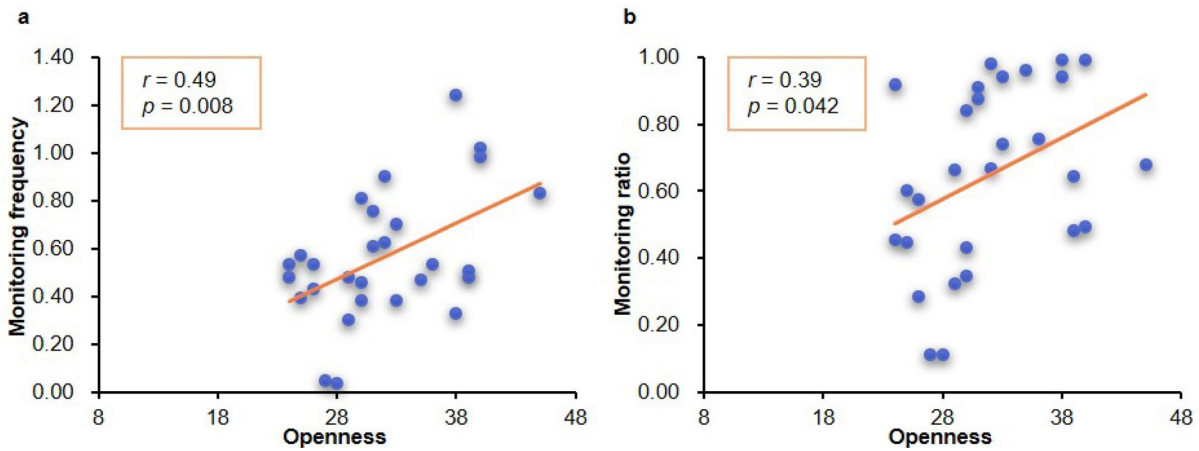 a
r = 0.49
p = 0.008
Monitoring frequency
1.40
1.20
1.00
0.80
0.60
0.40
0.20
0.00
8 18 28 38 48
Openness
b
r = 0.39
p = 0.042
Monitoring ratio
1.00
0.80
0.60
0.40
0.20
0.00
8 18 28 38 48
Openness